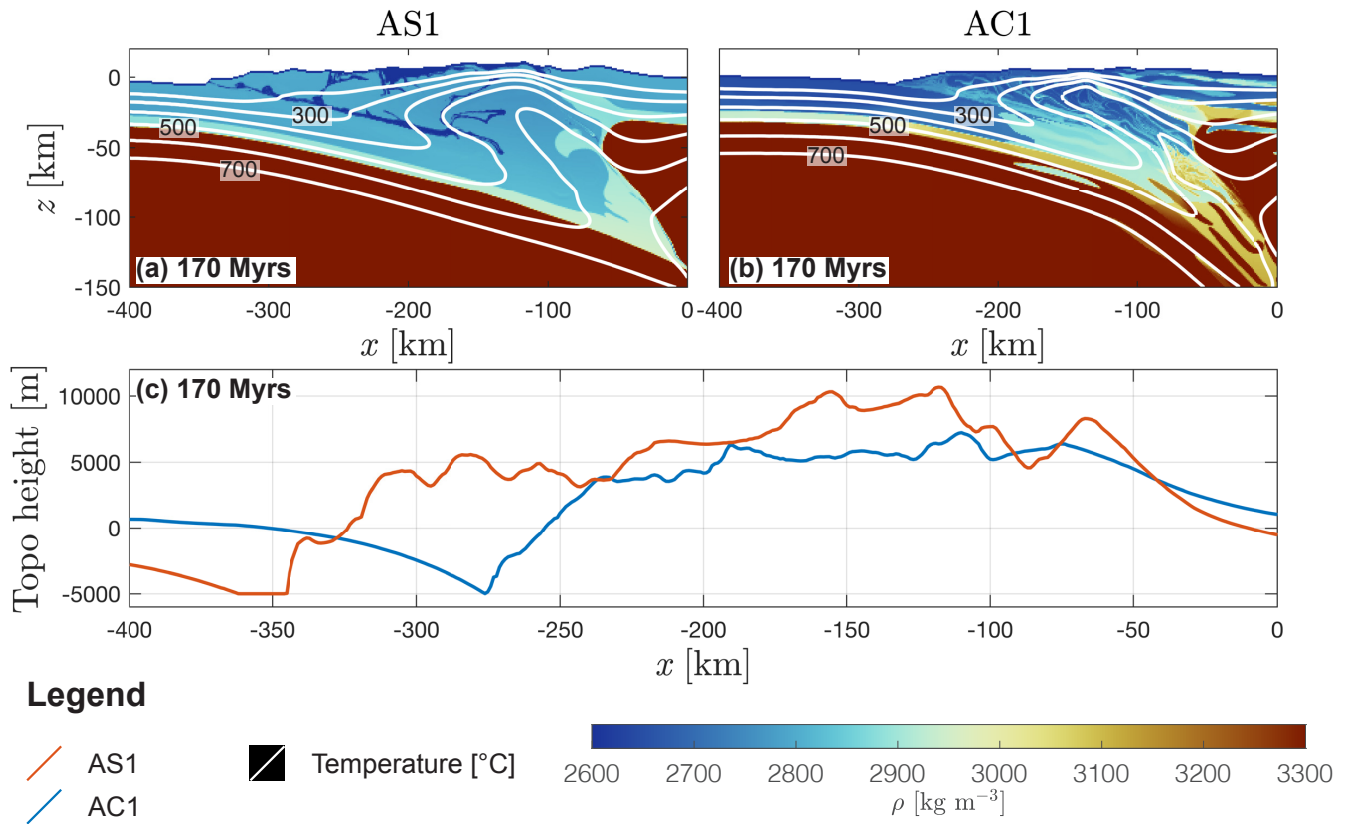 AS1
AC1
0
-50
-100
-150
z [km]
300
500
700
(a) 170 Myrs
300
500
700
(b) 170 Myrs
-400
-300
-200
-100
0
-400
-300
-200
-100
0
x [km]
x [km]
(c) 170 Myrs
10000
5000
0
-5000
Topo height [m]
-400
-350
-300
-250
-200
-150
-100
-50
0
x [km]
Legend
AS1
AC1
Temperature [°C]
2600 2700 2800 2900 3000 3100 3200 3300
ρ [kg m⁻³]